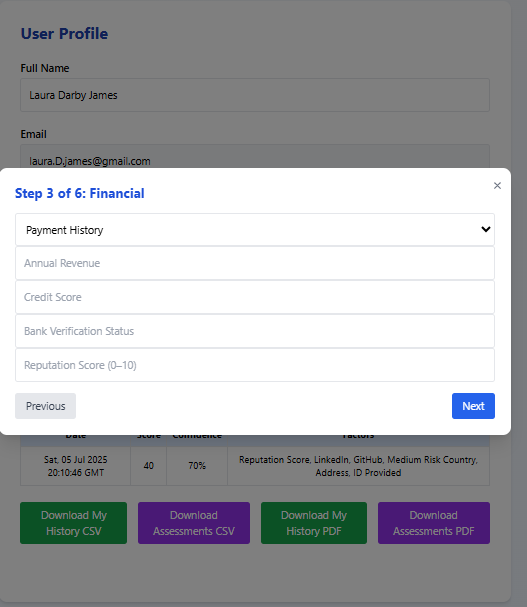 User Profile
Full Name
Laura Darby James
Email
laura.D.james@gmail.com
×
Step 3 of 6: Financial
Payment History
Annual Revenue
Credit Score
Bank Verification Status
Reputation Score (0–10)
Previous
Next
Date Score Confidence Factors
Sat, 05 Jul 2025
20:10:46 GMT
40
70%
Reputation Score, LinkedIn, GitHub, Medium Risk Country,
Address, ID Provided
Download My
History CSV
Download
Assessments CSV
Download My
History PDF
Download
Assessments PDF